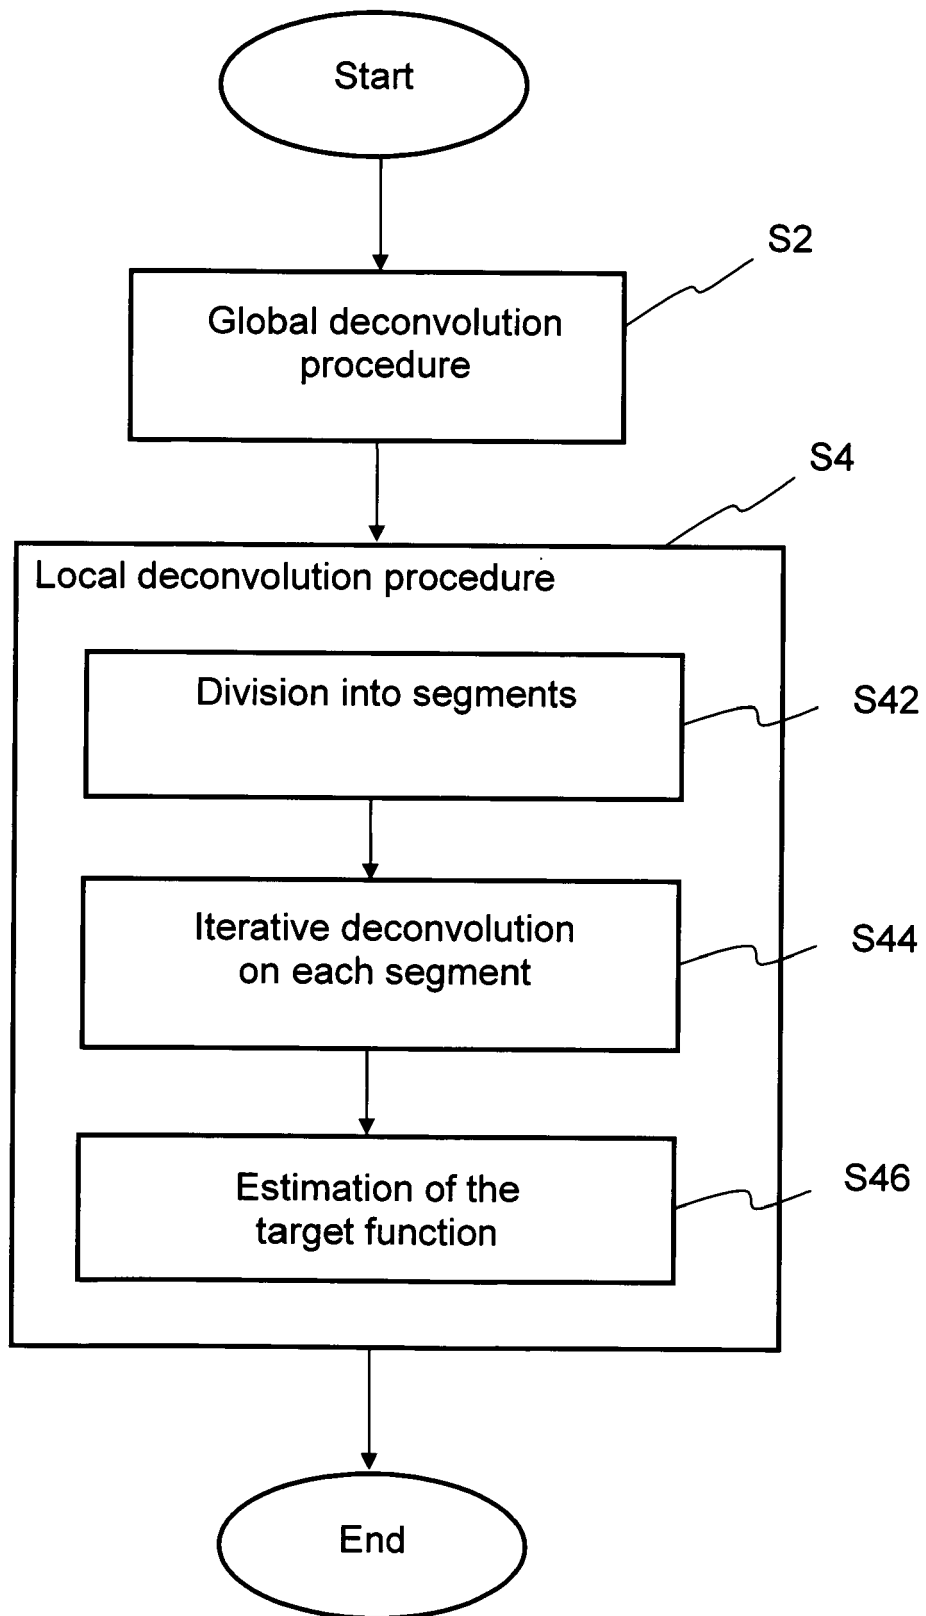 Start
S2
Global deconvolution
procedure
S4
Local deconvolution procedure
Division into segments
S42
Iterative deconvolution
on each segment
S44
Estimation of the
target function
S46
End